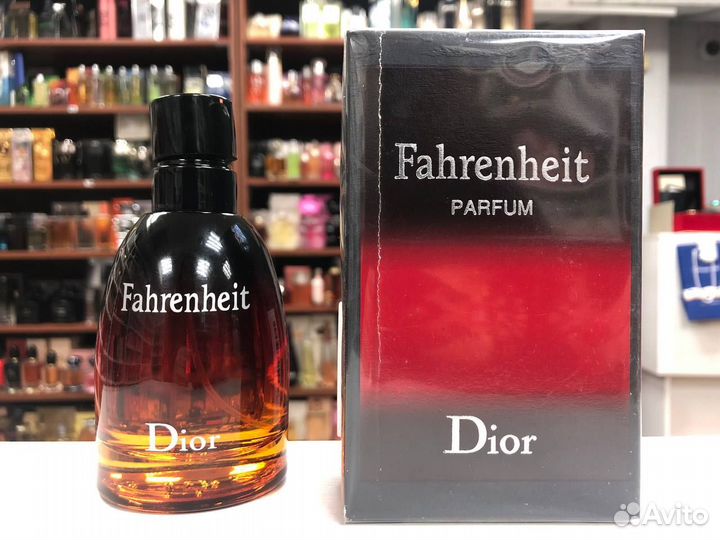 Fahrenheit
Dior
Fahrenheit
PARFUM
Dior
Avito